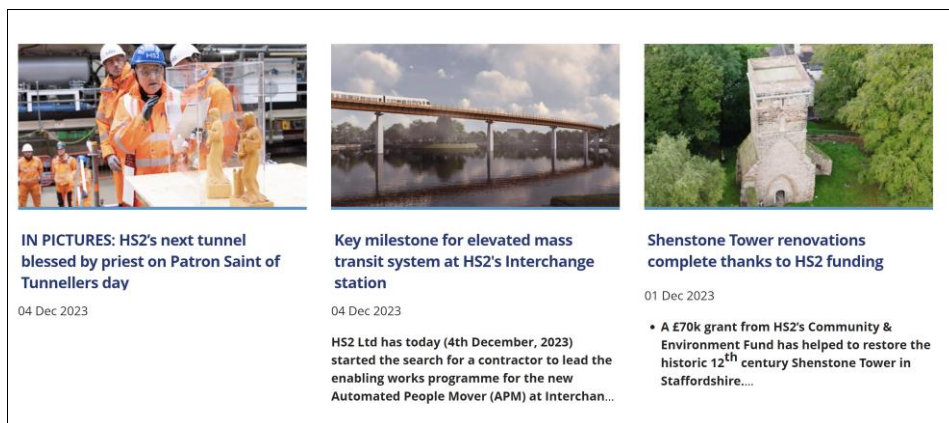 IN PICTURES: HS2's next tunnel
blessed by priest on Patron Saint of
Tunnellers day
04 Dec 2023
Key milestone for elevated mass
transit system at HS2's Interchange
station
04 Dec 2023
HS2 Ltd has today (4th December, 2023)
started the search for a contractor to lead the
enabling works programme for the new
Automated People Mover (APM) at Interchan...
Shenstone Tower renovations
complete thanks to HS2 funding
01 Dec 2023
• A £70k grant from HS2's Community &
Environment Fund has helped to restore the
historic 12th century Shenstone Tower in
Staffordshire....